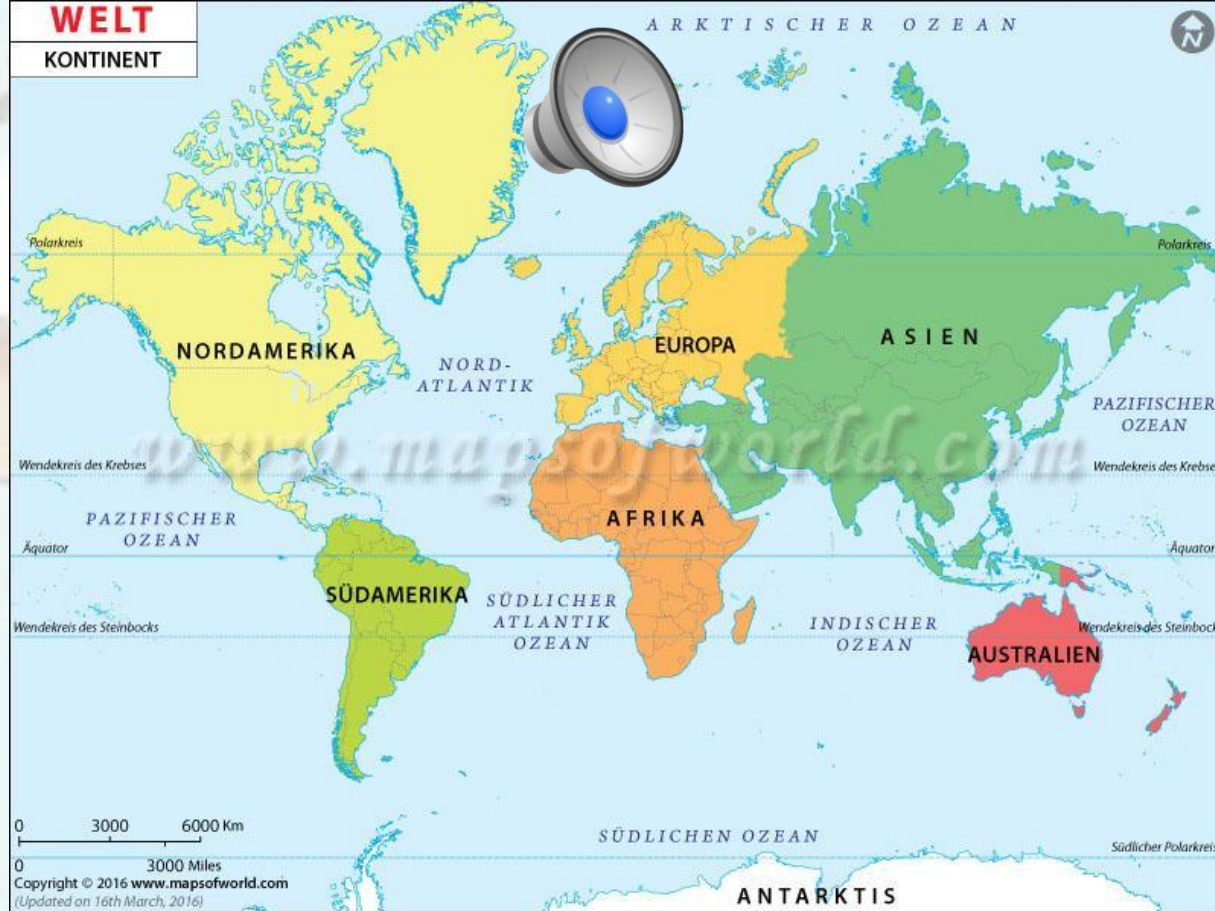 WELT
KONTINENT
ARKTISCHER OZEAN
N
Polarkreis
Polarkreis
NORDAMERIKA
EUROPA
ASIEN
NORD-
ATLANTIK
PAZIFISCHER
OZEAN
www.mapsofworld.com
Wendekreis des Krebses
Wendekreis des Krebse
PAZIFISCHER
OZEAN
AFRIKA
Äquator
Äquator
SÜDAMERIKA
SÜDLICHER
ATLANTIK
OZEAN
INDISCHER
OZEAN
Wendekreis des Steinbocks
Wendekreis des Steinbock
AUSTRALIEN
0 3000 6000 Km
0 3000 Miles
SÜDLICHEN OZEAN
Südlicher Polarkreis
Copyright © 2016 www.mapsofworld.com
(Updated on 16th March, 2016)
ANTARKTIS